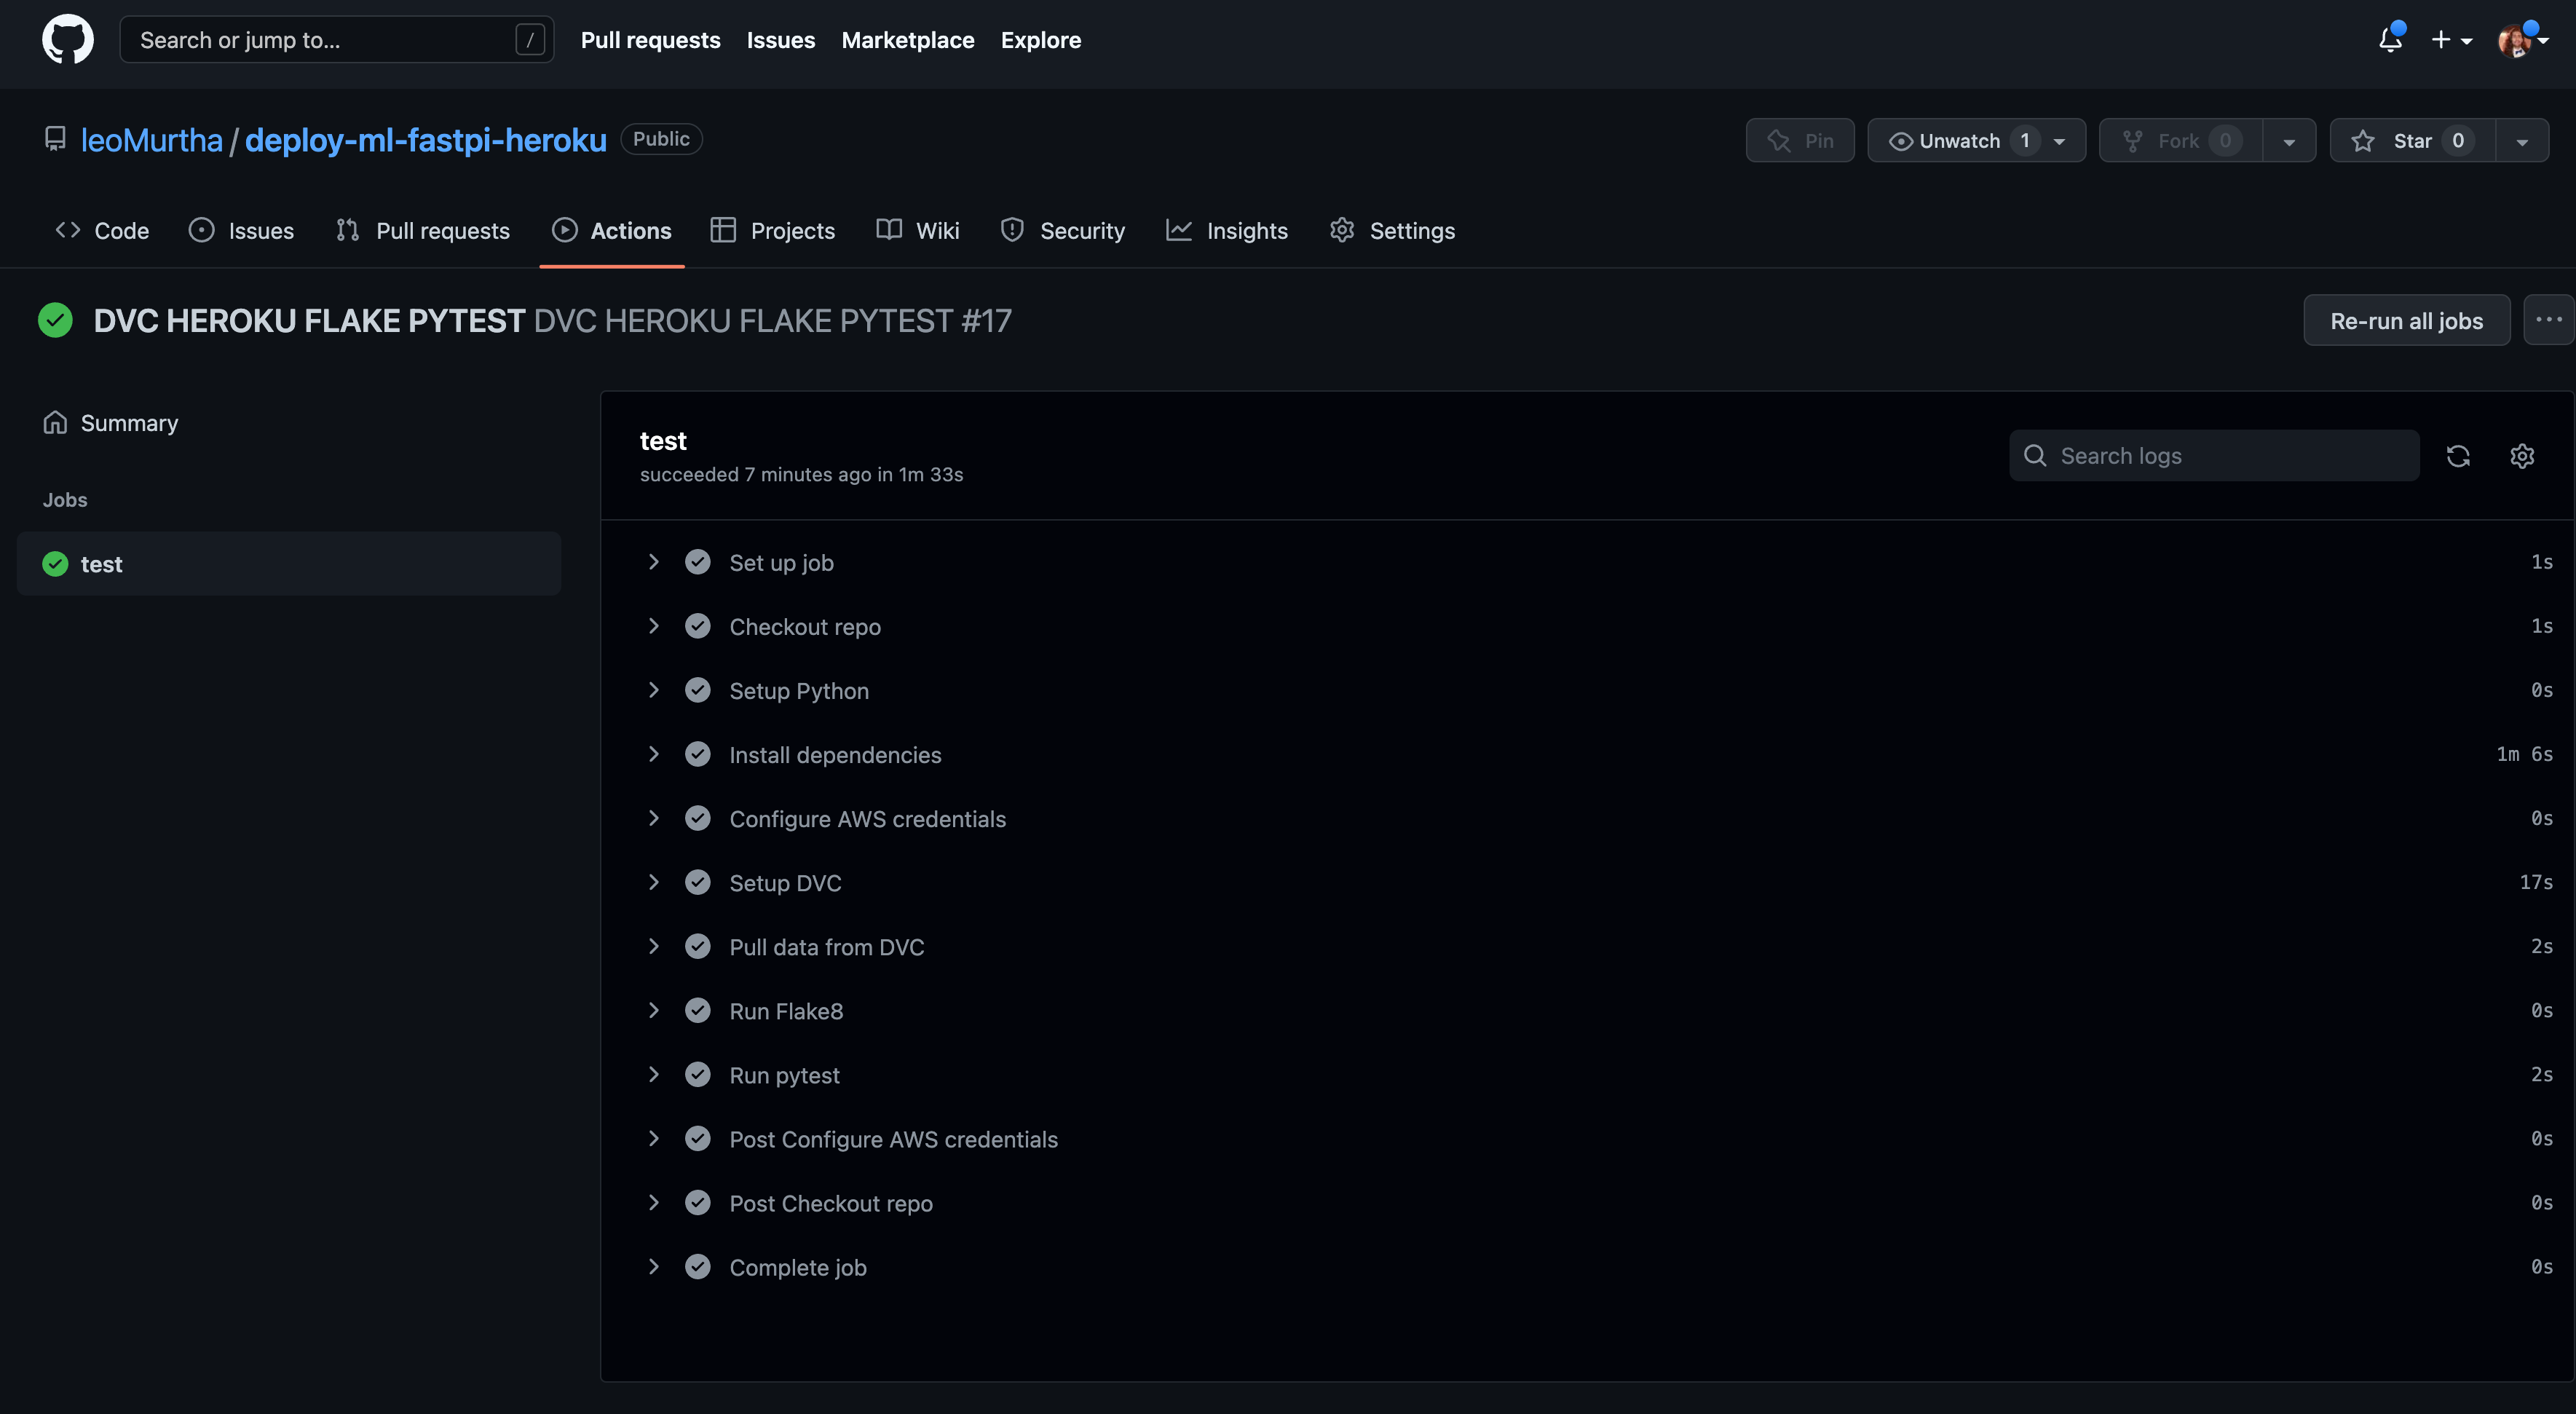 Search or jump to... /
Pull requests Issues Marketplace Explore
leoMurtha / deploy-ml-fastpi-heroku Public
Pin Unwatch 1 Fork 0 Star 0
Code Issues Pull requests Actions Projects Wiki Security Insights Settings
DVC HEROKU FLAKE PYTEST DVC HEROKU FLAKE PYTEST #17
Re-run all jobs
Summary
Jobs
test
test
succeeded 7 minutes ago in 1m 33s
Search logs
Set up job 1s
Checkout repo 1s
Setup Python 0s
Install dependencies 1m 6s
Configure AWS credentials 0s
Setup DVC 17s
Pull data from DVC 2s
Run Flake8 0s
Run pytest 2s
Post Configure AWS credentials 0s
Post Checkout repo 0s
Complete job 0s